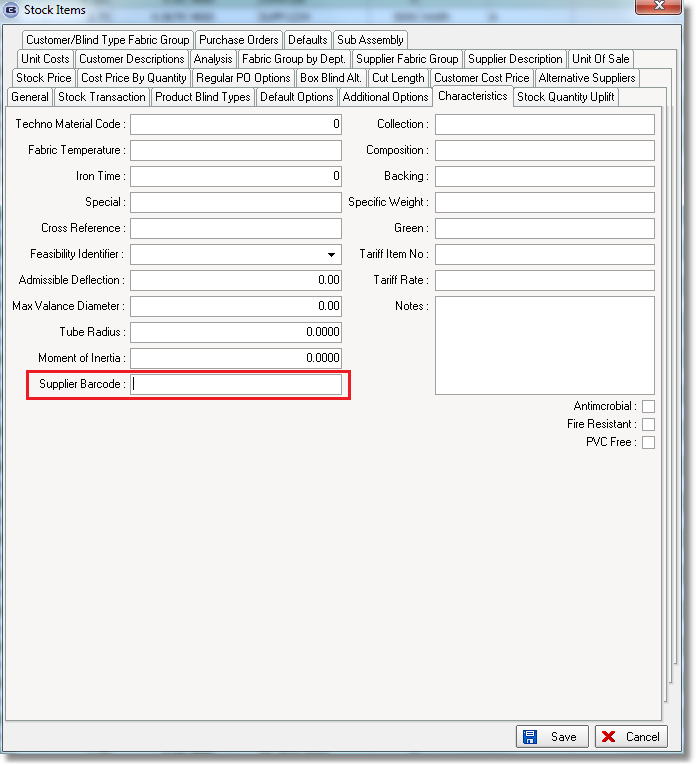 Stock Items
Customer/Blind Type Fabric Group Purchase Orders Defaults Sub Assembly
Unit Costs Customer Descriptions Analysis Fabric Group by Dept. Supplier Fabric Group Supplier Description Unit Of Sale
Stock Price Cost Price By Quantity Regular PO Options Box Blind Alt. Cut Length Customer Cost Price Alternative Suppliers
General Stock Transaction Product Blind Types Default Options Additional Options Characteristics Stock Quantity Uplift
Techno Material Code : 0 Collection :
Fabric Temperature : Composition :
Iron Time : 0 Backing :
Special : Specific Weight :
Cross Reference : Green :
Feasibility Identifier : Tariff Item No :
Admissible Deflection : 0.00 Tariff Rate :
Max Valance Diameter : 0.00 Notes :
Tube Radius : 0.0000
Moment of Inertia : 0.0000
Supplier Barcode :
Antimcrobial :
Fire Resistant :
PVC Free :
Save Cancel